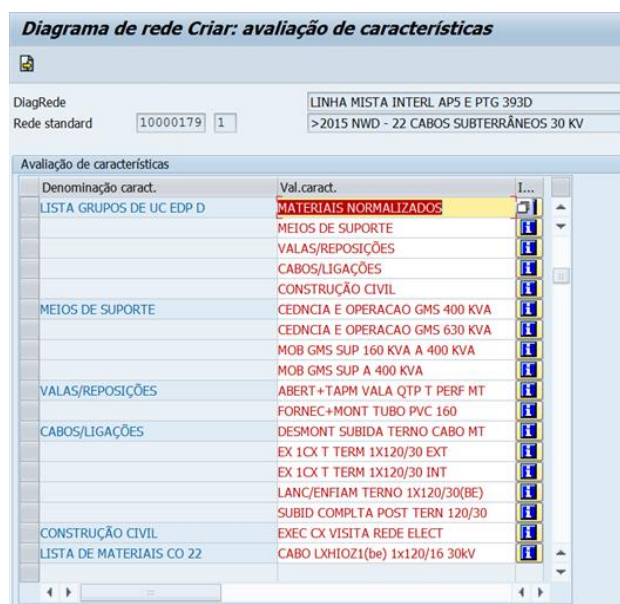 Diagrama de rede Criar: avaliação de características
DiagRede LINHA MISTA INTERL AP5 E PTG 393D
Rede standard 10000179 1 >2015 NWD - 22 CABOS SUBTERRÂNEOS 30 KV
Avaliação de características
Denominação caract. Val.caract. I...
LISTA GRUPOS DE UC EDP D MATERIAIS NORMALIZADOS
MEIOS DE SUPORTE
VALAS/REPOSIÇÕES
CABOS/LIGAÇÕES
CONSTRUÇÃO CIVIL
MEIOS DE SUPORTE CEDNCIA E OPERACAO GMS 400 KVA
CEDNCIA E OPERACAO GMS 630 KVA
MOB GMS SUP 160 KVA A 400 KVA
MOB GMS SUP A 400 KVA
VALAS/REPOSIÇÕES ABERT+TAPM VALA QTP T PERF MT
FORNEC+MONT TUBO PVC 160
CABOS/LIGAÇÕES DESMONT SUBIDA TERNO CABO MT
EX 1CX T TERM 1X120/30 EXT
EX 1CX T TERM 1X120/30 INT
LANC/ENFIAM TERNO 1X120/30(BE)
SUBID COMPLTA POST TERN 120/30
CONSTRUÇÃO CIVIL EXEC CX VISITA REDE ELECT
LISTA DE MATERIAIS CO 22 CABO LXHIOZ1(be) 1x120/16 30kV